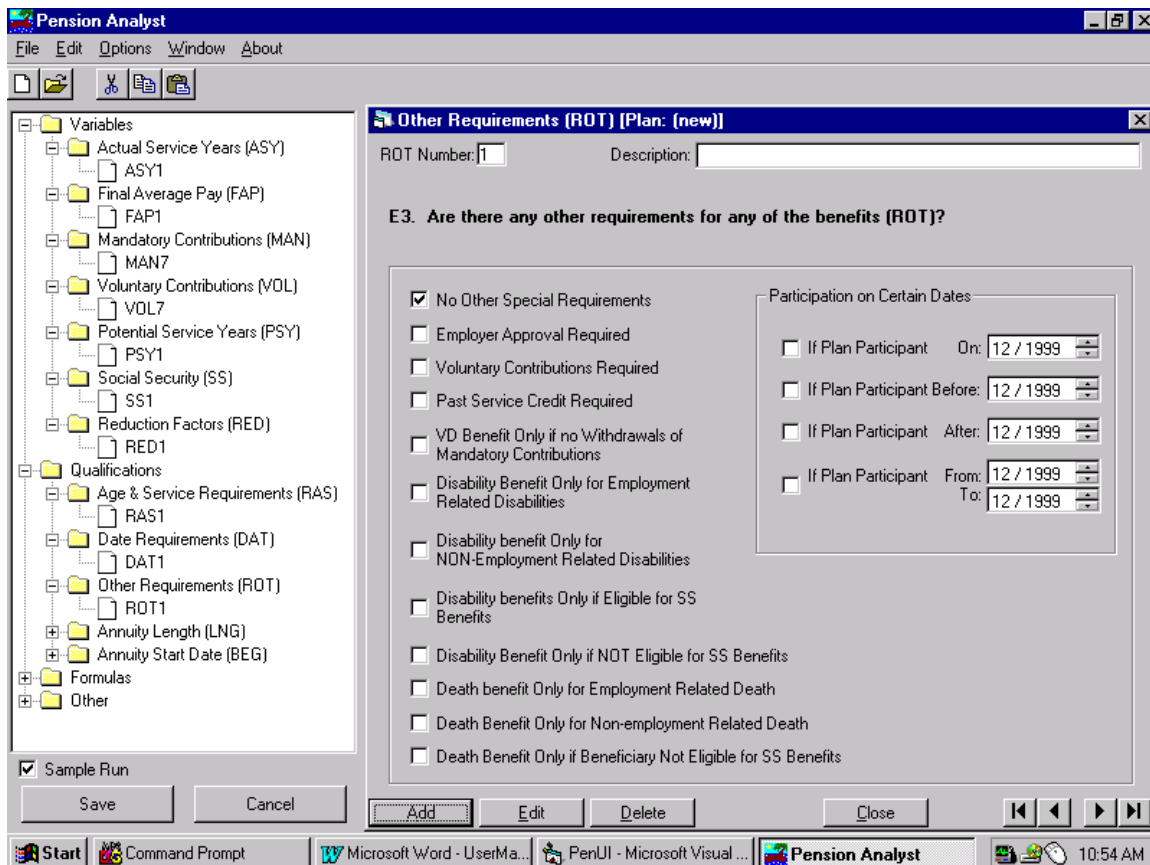 Pension Analyst
File Edit Options Window About
Variables
Actual Service Years (ASY)
ASY1
Final Average Pay (FAP)
FAP1
Mandatory Contributions (MAN)
MAN7
Voluntary Contributions (VOL)
VOL7
Potential Service Years (PSY)
PSY1
Social Security (SS)
SS1
Reduction Factors (RED)
RED1
Qualifications
Age & Service Requirements (RAS)
RAS1
Date Requirements (DAT)
DAT1
Other Requirements (ROT)
ROT1
Annuity Length (LNG)
Annuity Start Date (BEG)
Formulas
Other
Sample Run
Save Cancel
Other Requirements (ROT) [Plan: (new)]
ROT Number: 1 Description:
E3. Are there any other requirements for any of the benefits (ROT)?
No Other Special Requirements
Employer Approval Required
Voluntary Contributions Required
Past Service Credit Required
VD Benefit Only if no Withdrawals of
Mandatory Contributions
Disability Benefit Only for Employment
Related Disabilities
Disability benefit Only for
NON-Employment Related Disabilities
Disability benefits Only if Eligible for SS
Benefits
Disability Benefit Only if NOT Eligible for SS Benefits
Death benefit Only for Employment Related Death
Death Benefit Only for Non-employment Related Death
Death Benefit Only if Beneficiary Not Eligible for SS Benefits
Participation on Certain Dates
If Plan Participant On: 12 / 1999
If Plan Participant Before: 12 / 1999
If Plan Participant After: 12 / 1999
If Plan Participant From: 12 / 1999
To: 12 / 1999
Add Edit Delete Close
Start Command Prompt Microsoft Word - UserMa... PenUI - Microsoft Visual ... Pension Analyst 10:54 AM